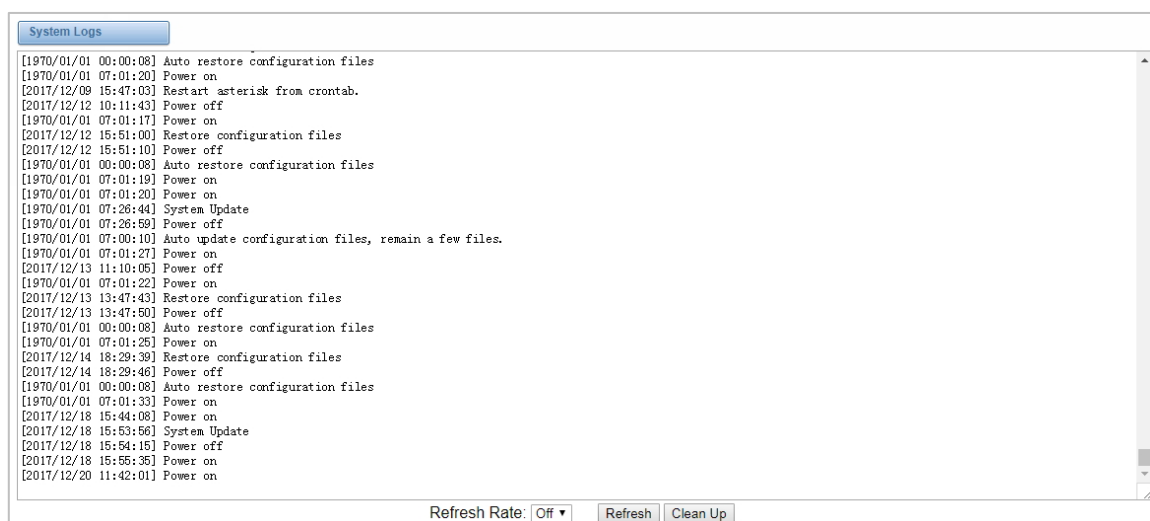 System Logs
[1970/01/01 00:00:08] Auto restore configuration files
[1970/01/01 07:01:20] Power on
[2017/12/09 15:47:03] Restart asterisk from crontab.
[2017/12/12 10:11:43] Power off
[1970/01/01 07:01:17] Power on
[2017/12/12 15:51:00] Restore configuration files
[2017/12/12 15:51:10] Power off
[1970/01/01 00:00:08] Auto restore configuration files
[1970/01/01 07:01:19] Power on
[1970/01/01 07:01:20] Power on
[1970/01/01 07:26:44] System Update
[1970/01/01 07:26:59] Power off
[1970/01/01 07:00:10] Auto update configuration files, remain a few files.
[1970/01/01 07:01:27] Power on
[2017/12/13 11:10:05] Power off
[1970/01/01 07:01:22] Power on
[2017/12/13 13:47:43] Restore configuration files
[2017/12/13 13:47:50] Power off
[1970/01/01 00:00:08] Auto restore configuration files
[1970/01/01 07:01:25] Power on
[2017/12/14 18:29:39] Restore configuration files
[2017/12/14 18:29:46] Power off
[1970/01/01 00:00:08] Auto restore configuration files
[1970/01/01 07:01:33] Power on
[2017/12/18 15:44:08] Power on
[2017/12/18 15:53:56] System Update
[2017/12/18 15:54:15] Power off
[2017/12/18 15:55:35] Power on
[2017/12/20 11:42:01] Power on
Refresh Rate: Off Refresh Clean Up